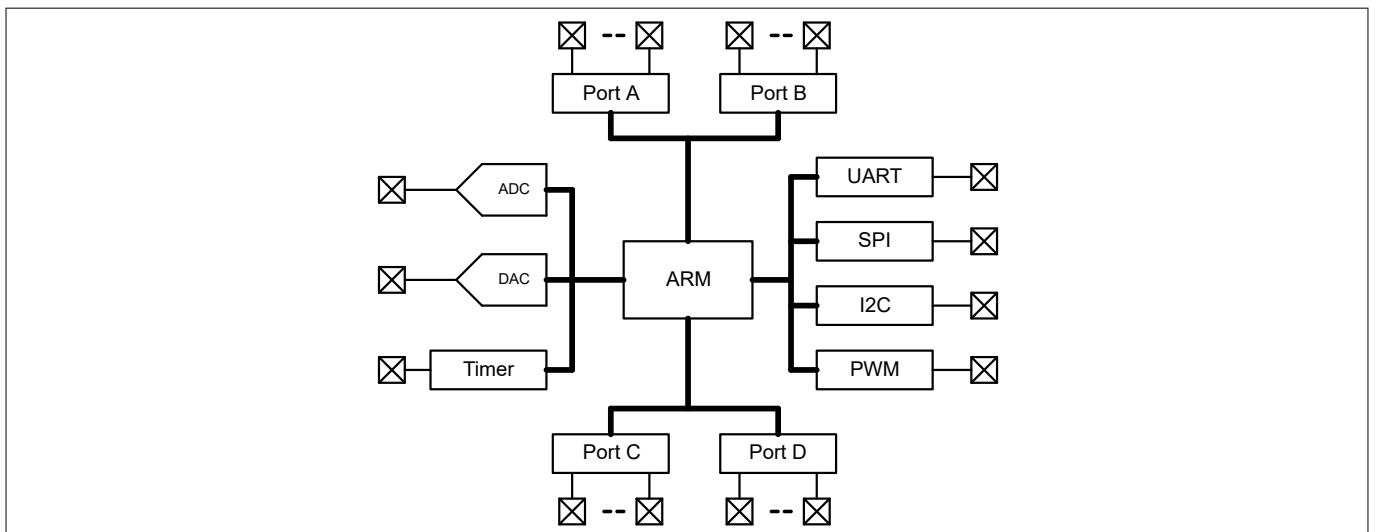 Port A
Port B
ADC
UART
SPI
DAC
ARM
I2C
Timer
PWM
Port C
Port D